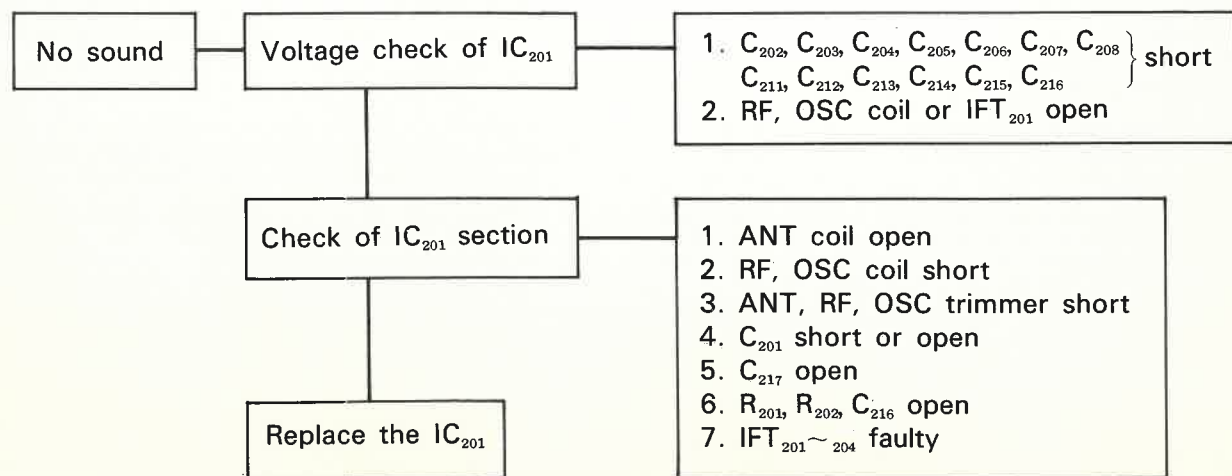 No sound
Voltage check of IC₂₀₁
1. C₂₀₂, C₂₀₃, C₂₀₄, C₂₀₅, C₂₀₆, C₂₀₇, C₂₀₈
C₂₁₁, C₂₁₂, C₂₁₃, C₂₁₄, C₂₁₅, C₂₁₆
short
2. RF, OSC coil or IFT₂₀₁ open
Check of IC₂₀₁ section
1. ANT coil open
2. RF, OSC coil short
3. ANT, RF, OSC trimmer short
4. C₂₀₁ short or open
5. C₂₁₇ open
6. R₂₀₁, R₂₀₂, C₂₁₆ open
7. IFT₂₀₁~₂₀₄ faulty
Replace the IC₂₀₁